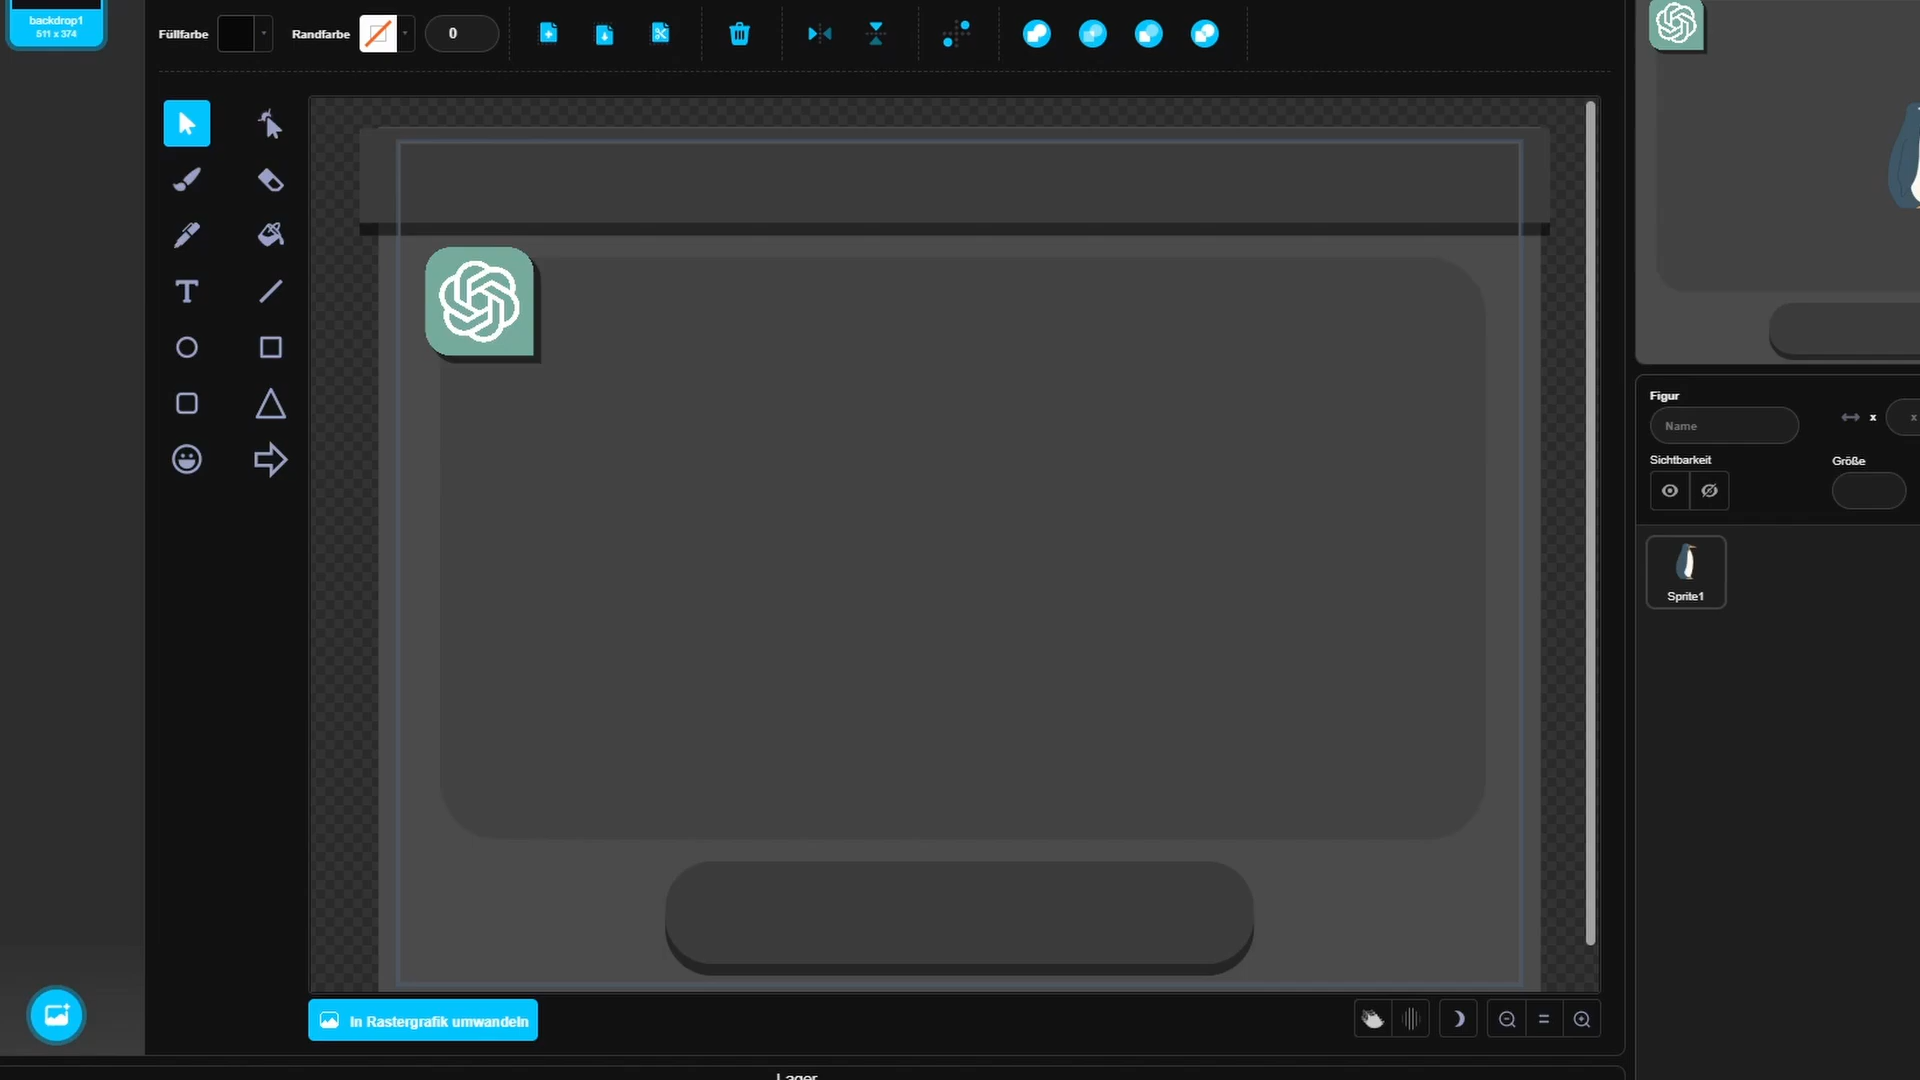 backdrop1
511 x 374
Füllfarbe
Randfarbe
0
T
Figur
Name
x
x
Sichtbarkeit
Größe
Sprite1
In Rastergrafik umwandeln
Lager